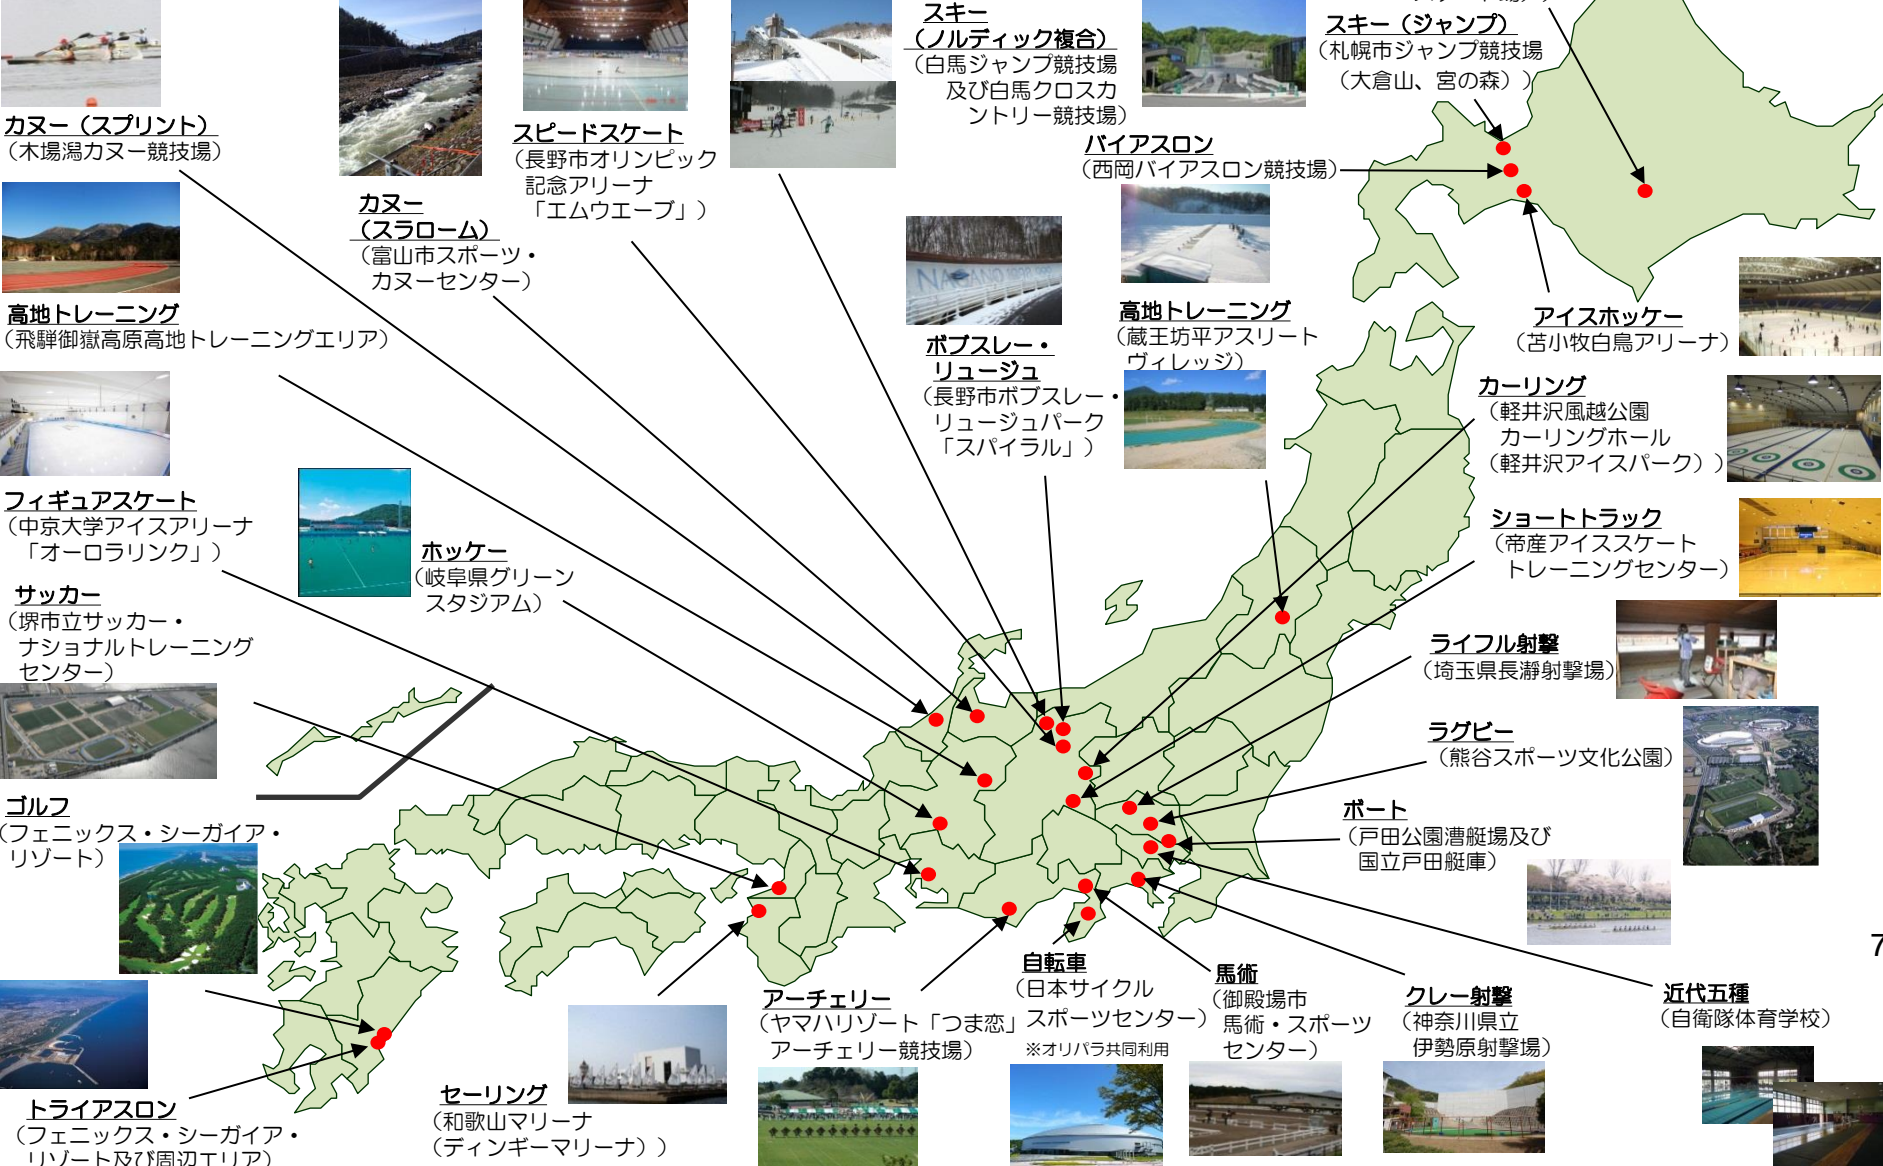 カヌー（スプリント）
（木場潟カヌー競技場）
高地トレーニング
（飛騨御嶽高原高地トレーニングエリア）
フィギュアスケート
（中京大学アイスアリーナ
「オーロラリンク」）
サッカー
（堺市立サッカー・
ナショナルトレーニング
センター）
ゴルフ
（フェニックス・シーガイア・
リゾート）
トライアスロン
（フェニックス・シーガイア・
リゾート及び周辺エリア）
カヌー
（スラローム）
（富山市スポーツ・
カヌーセンター）
ホッケー
（岐阜県グリーン
スタジアム）
スピードスケート
（長野市オリンピック
記念アリーナ
「エムウエーブ」）
スキー
（ノルディック複合）
（白馬ジャンプ競技場
及び白馬クロスカ
ントリー競技場）
ボブスレー・
リュージュ
（長野市ボブスレー・
リュージュパーク
「スパイラル」）
NAGANO
スキー（ジャンプ）
（札幌市ジャンプ競技場
（大倉山、宮の森））
バイアスロン
（西岡バイアスロン競技場）
高地トレーニング
（蔵王坊平アスリート
ヴィレッジ）
アイスホッケー
（苫小牧白鳥アリーナ）
カーリング
（軽井沢風越公園
カーリングホール
（軽井沢アイスパーク））
ショートトラック
（帝産アイススケート
トレーニングセンター）
ライフル射撃
（埼玉県長瀞射撃場）
ラグビー
（熊谷スポーツ文化公園）
ボート
（戸田公園漕艇場及び
国立戸田艇庫）
7
セーリング
（和歌山マリーナ
（ディンギーマリーナ））
アーチェリー
（ヤマハリゾート「つま恋」
アーチェリー競技場）
自転車
（日本サイクル
スポーツセンター）
※オリパラ共同利用
馬術
（御殿場市
馬術・スポーツ
センター）
クレー射撃
（神奈川県立
伊勢原射撃場）
近代五種
（自衛隊体育学校）